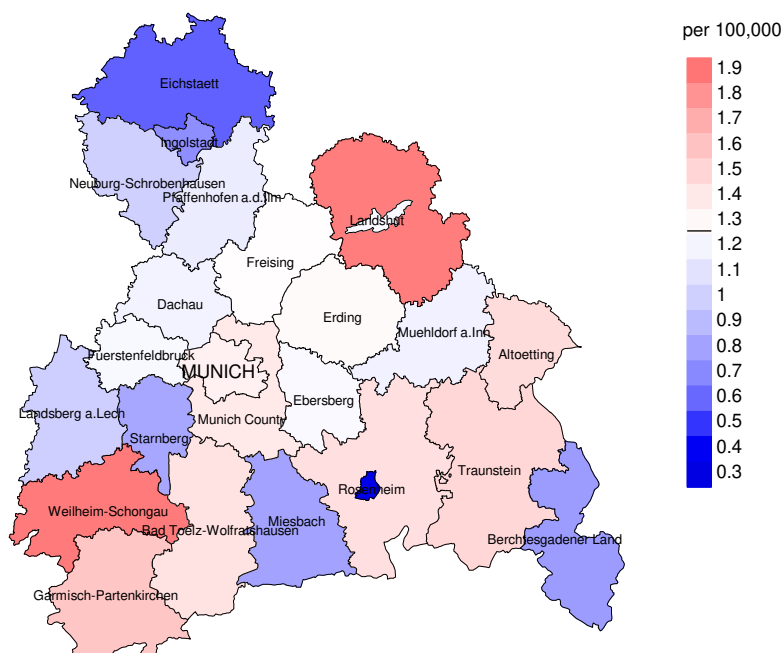 per 100,000
1.9
1.8
1.7
1.6
1.5
1.4
1.3
1.2
1.1
1
0.9
0.8
0.7
0.6
0.5
0.4
0.3
Eichstaett
Ingolstadt
Neuburg-Schrobenhausen
Pfaffenhofen a.d.Ilm
Landshut
Freising
Dachau
Erding
Muehldorf a.Inn
Fuerstenfeldbruck
Altoetting
MUNICH
Ebersberg
Landsberg a.Lech
Munich County
Starnberg
Traunstein
Rosenheim
Weilheim-Schongau
Miesbach
Bad Toelz-Wolfratshausen
Berchtesgadener Land
Garmisch-Partenkirchen